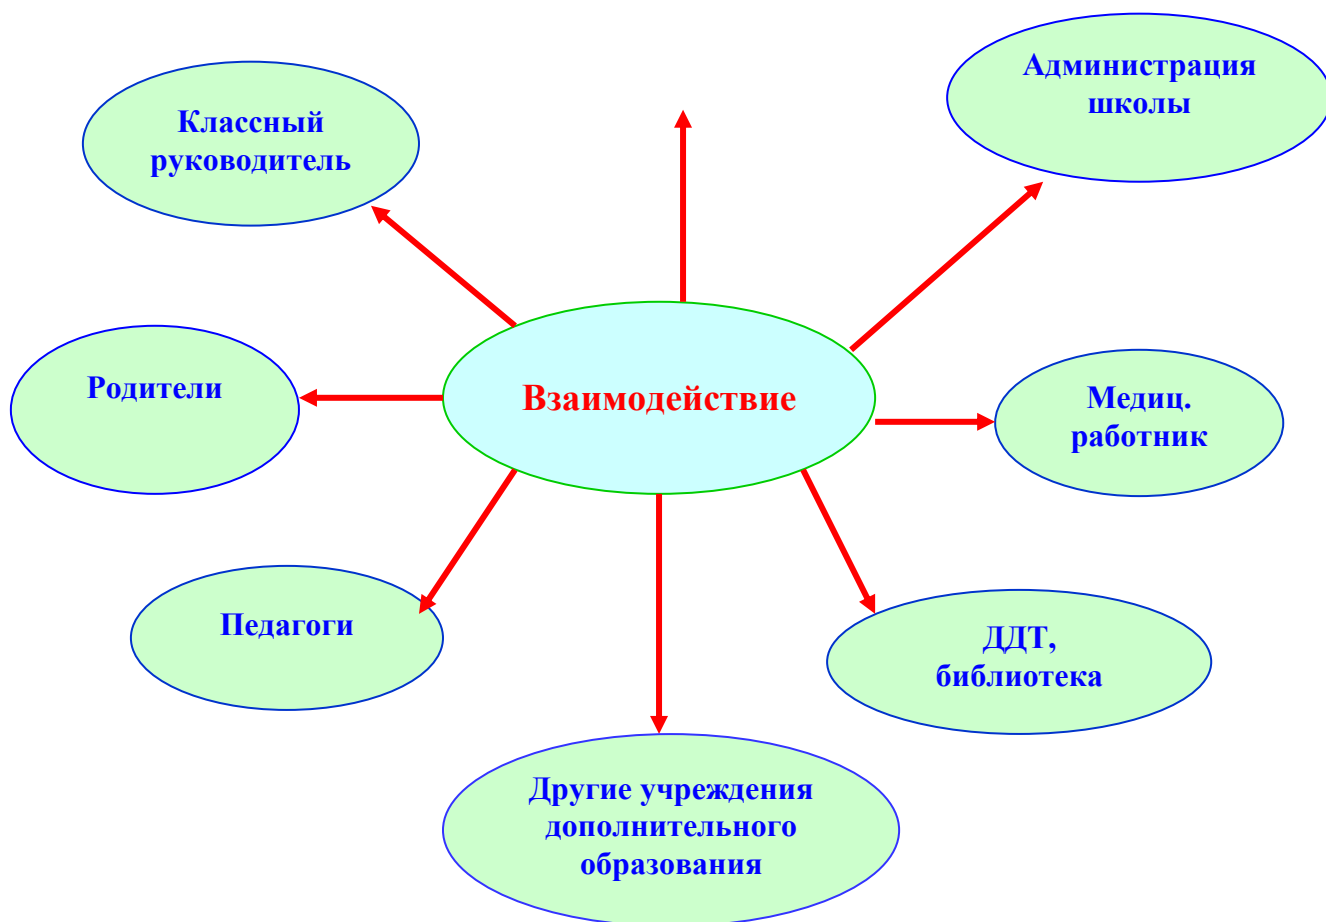 Администрация
школы
Классный
руководитель
Родители
Взаимодействие
Медиц.
работник
Педагоги
ДДТ,
библиотека
Другие учреждения
дополнительного
образования